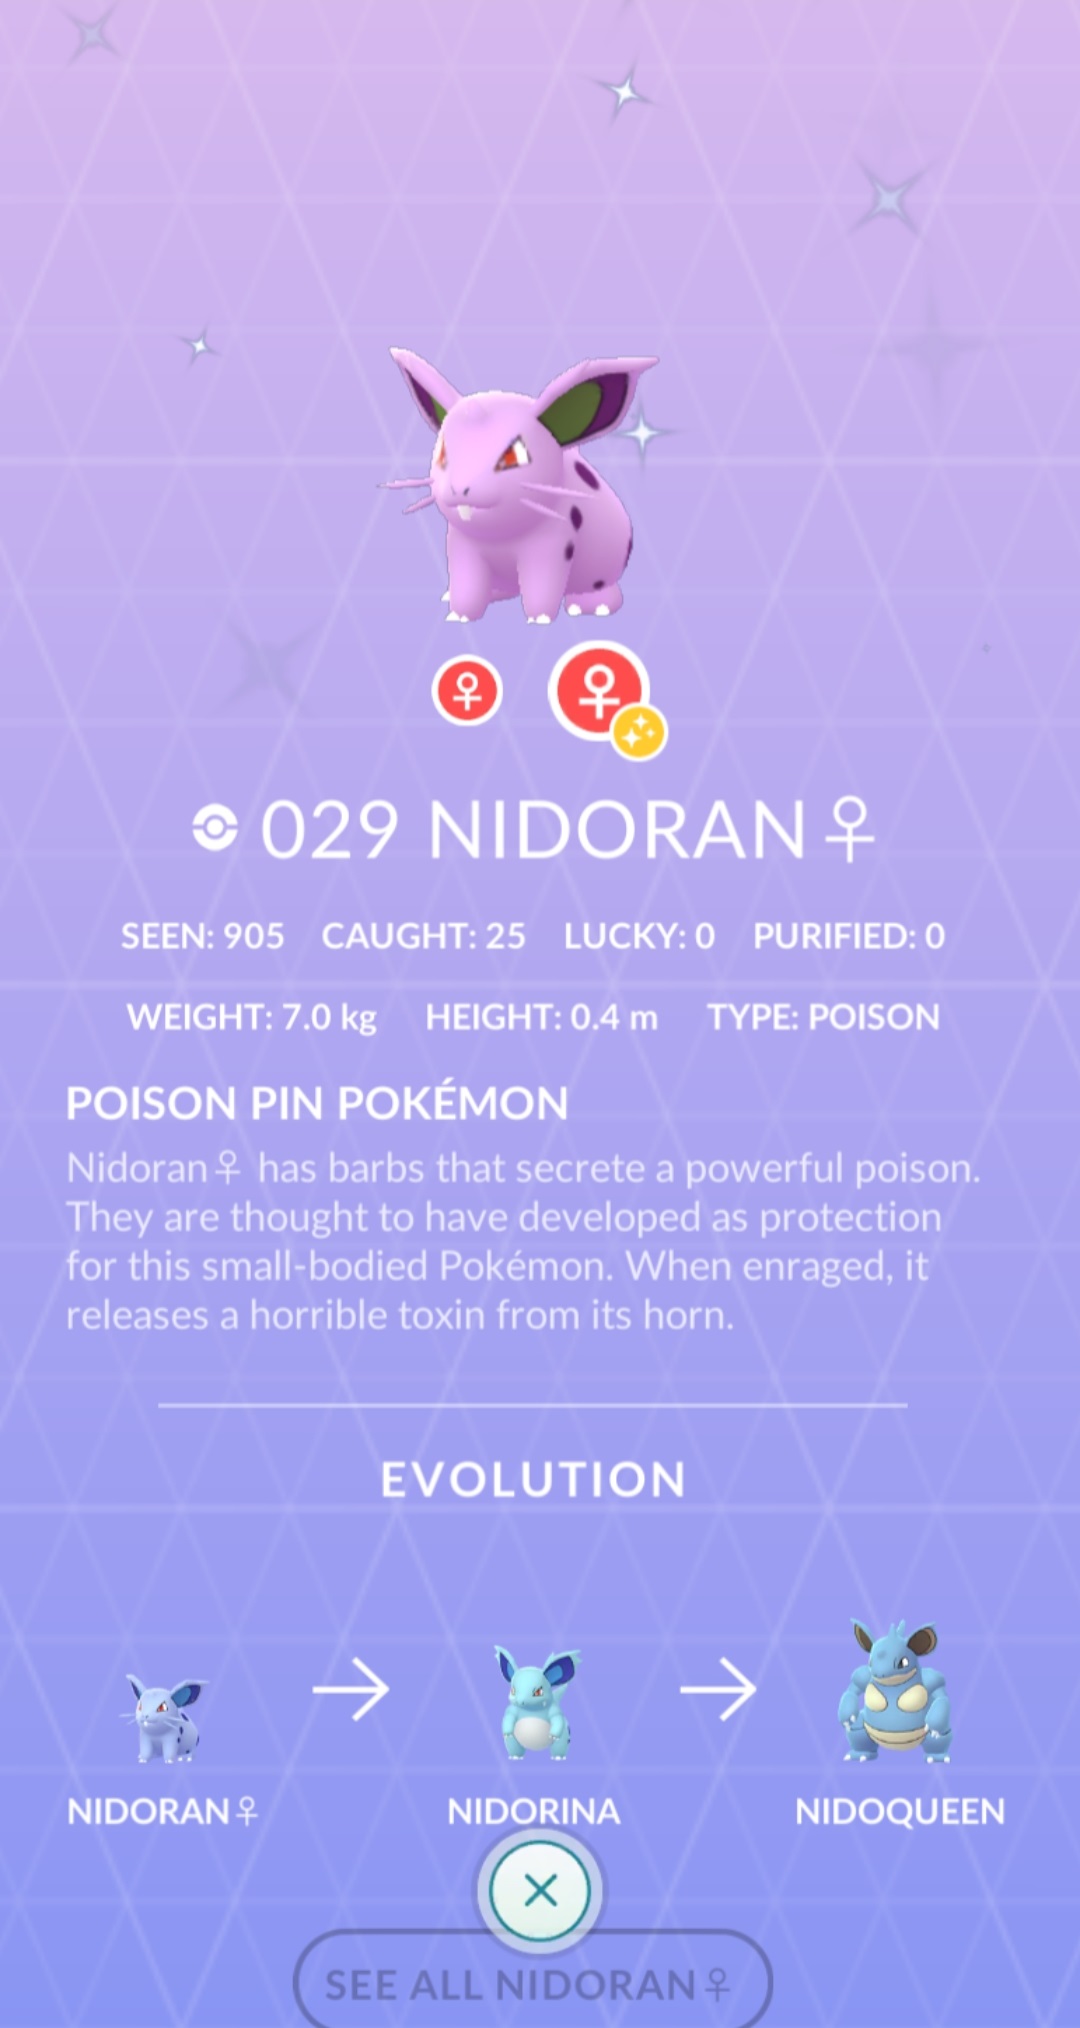 029 NIDORAN♀
SEEN: 905 CAUGHT: 25 LUCKY: 0 PURIFIED: 0
WEIGHT: 7.0 kg HEIGHT: 0.4 m TYPE: POISON
POISON PIN POKÉMON
Nidoran♀ has barbs that secrete a powerful poison.
They are thought to have developed as protection
for this small-bodied Pokémon. When enraged, it
releases a horrible toxin from its horn.
EVOLUTION
NIDORAN♀ NIDORINA NIDOQUEEN
SEE ALL NIDORAN♀